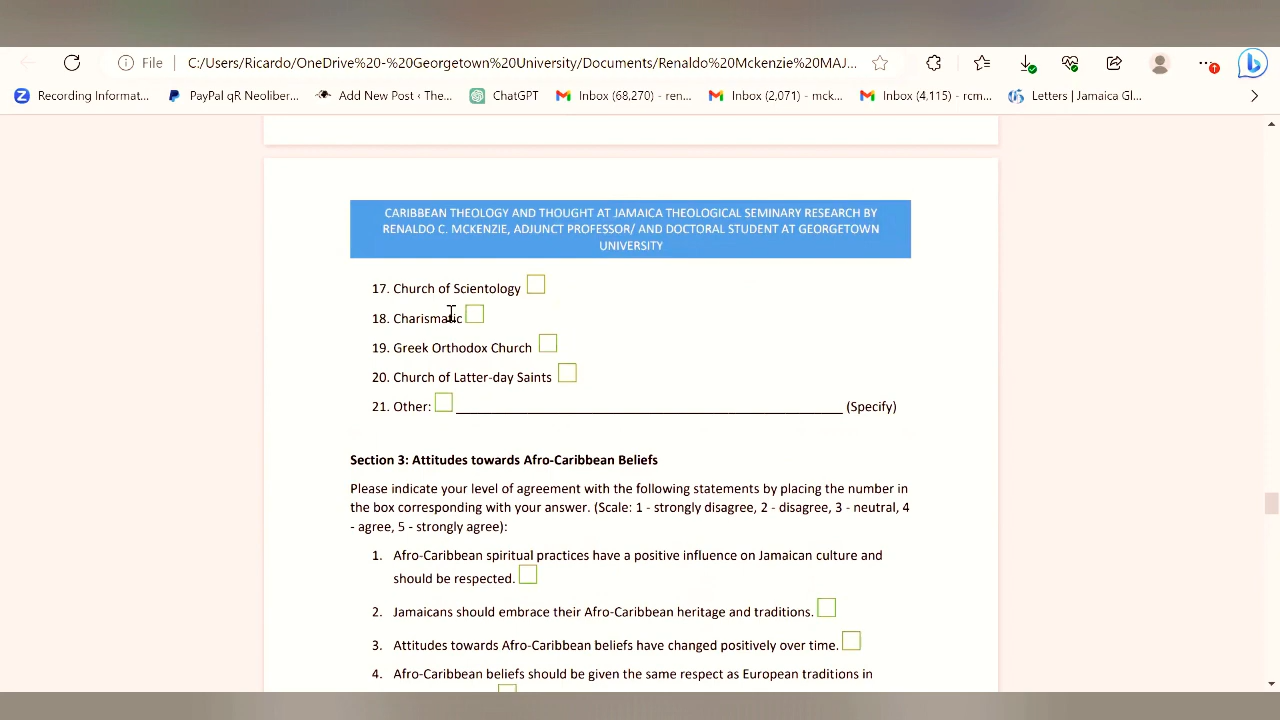 File
C:/Users/Ricardo/OneDrive%20-%20Georgetown%20University/Documents/Renaldo%20Mckenzie%20MAJ...
Recording Informat...
PayPal qR Neoliber...
Add New Post ‹ The...
ChatGPT
Inbox (68,270) - ren...
Inbox (2,071) - mck...
Inbox (4,115) - rcm...
Letters | Jamaica Gl...
CARIBBEAN THEOLOGY AND THOUGHT AT JAMAICA THEOLOGICAL SEMINARY RESEARCH BY
RENALDO C. MCKENZIE, ADJUNCT PROFESSOR/ AND DOCTORAL STUDENT AT GEORGETOWN
UNIVERSITY
17. Church of Scientology
18. Charismatic
19. Greek Orthodox Church
20. Church of Latter-day Saints
21. Other: ____________________ (Specify)
Section 3: Attitudes towards Afro-Caribbean Beliefs
Please indicate your level of agreement with the following statements by placing the number in
the box corresponding with your answer. (Scale: 1 - strongly disagree, 2 - disagree, 3 - neutral, 4
- agree, 5 - strongly agree):
1. Afro-Caribbean spiritual practices have a positive influence on Jamaican culture and
should be respected.
2. Jamaicans should embrace their Afro-Caribbean heritage and traditions.
3. Attitudes towards Afro-Caribbean beliefs have changed positively over time.
4. Afro-Caribbean beliefs should be given the same respect as European traditions in